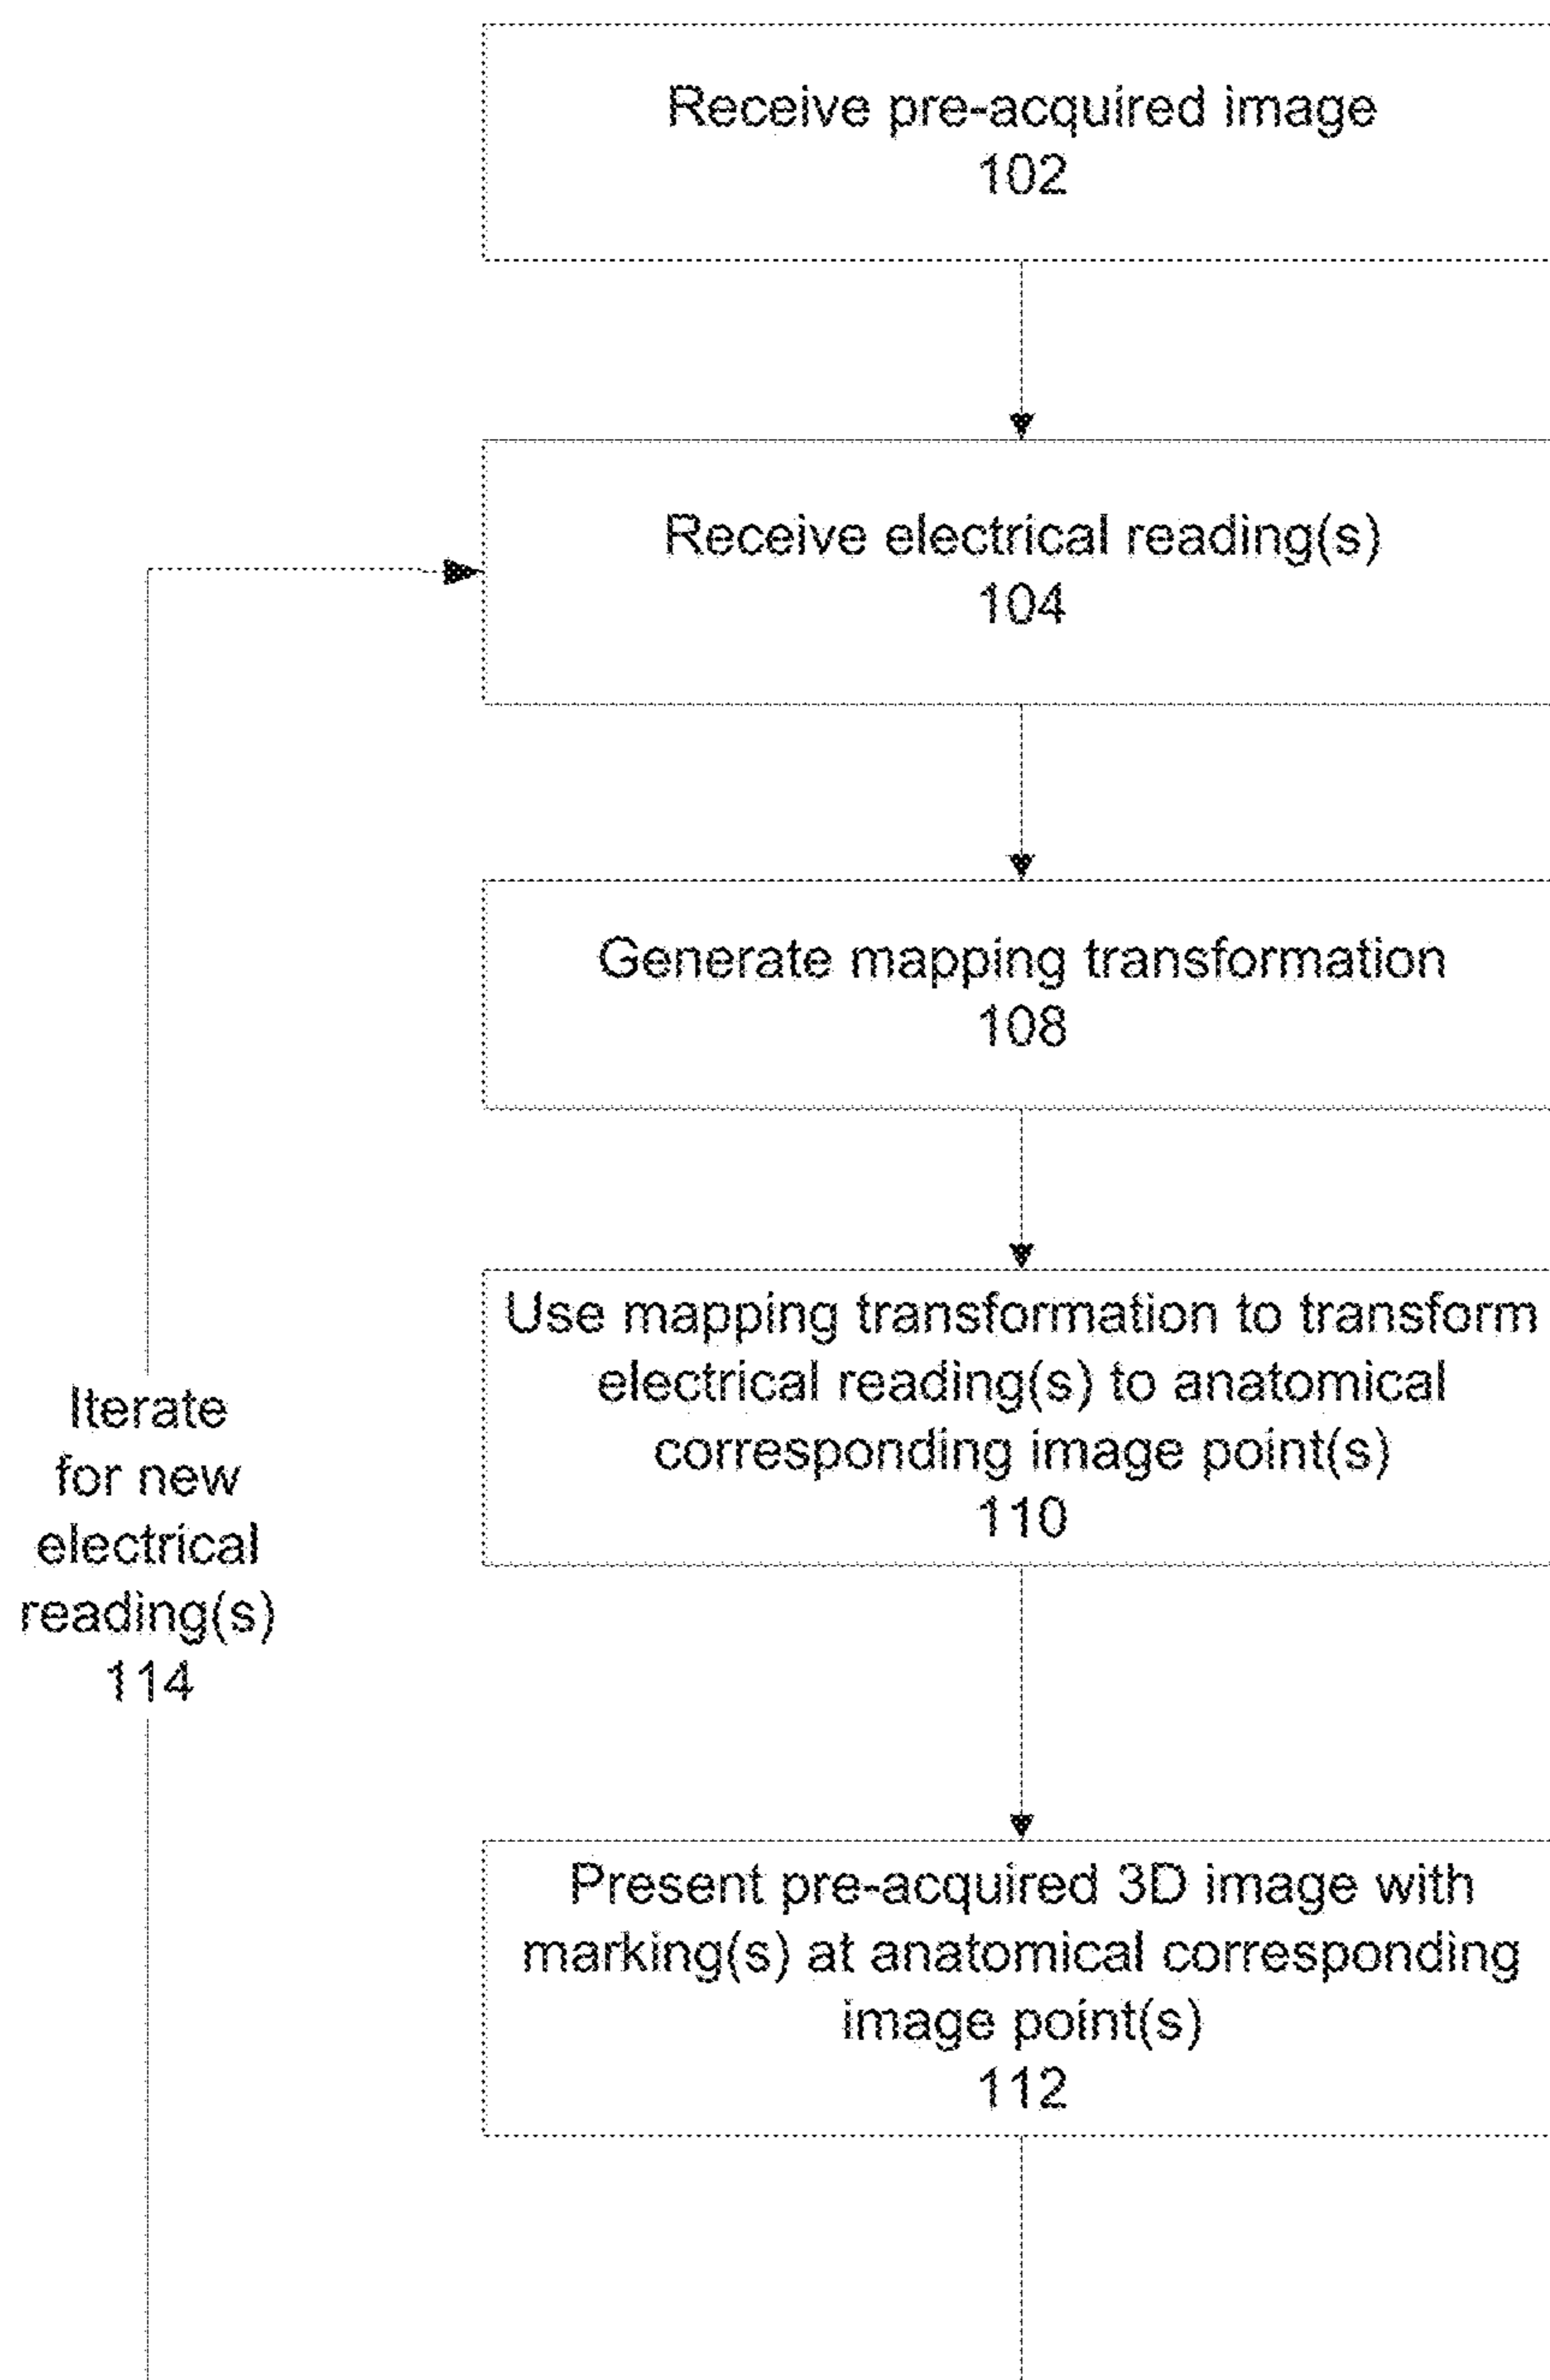 Receive pre-acquired image
102
Receive electrical reading(s)
104
Generate mapping transformation
108
Use mapping transformation to transform
electrical reading(s) to anatomical
corresponding image point(s)
110
Iterate
for new
electrical
reading(s)
114
Present pre-acquired 3D image with
marking(s) at anatomical corresponding
image point(s)
112